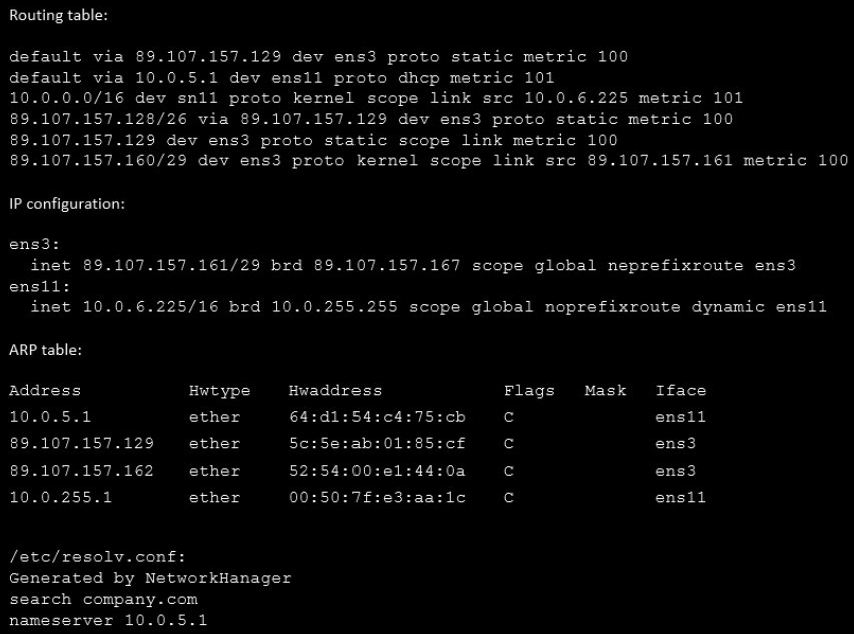 Routing table:
default via 89.107.157.129 dev ens3 proto static metric 100
default via 10.0.5.1 dev ens11 proto dhcp metric 101
10.0.0.0/16 dev sn11 proto kernel scope link src 10.0.6.225 metric 101
89.107.157.128/26 via 89.107.157.129 dev ens3 proto static metric 100
89.107.157.129 dev ens3 proto static scope link metric 100
89.107.157.160/29 dev ens3 proto kernel scope link src 89.107.157.161 metric 100
IP configuration:
ens3:
inet 89.107.157.161/29 brd 89.107.157.167 scope global neprefixroute ens3
ens11:
inet 10.0.6.225/16 brd 10.0.255.255 scope global noprefixroute dynamic ens11
ARP table:
Address Hwtype Hwaddress Flags Mask Iface
10.0.5.1 ether 64:d1:54:c4:75:cb C ens11
89.107.157.129 ether 5c:5e:ab:01:85:cf C ens3
89.107.157.162 ether 52:54:00:e1:44:0a C ens3
10.0.255.1 ether 00:50:7f:e3:aa:1c C ens11
/etc/resolv.conf:
Generated by NetworkHanager
search company.com
nameserver 10.0.5.1